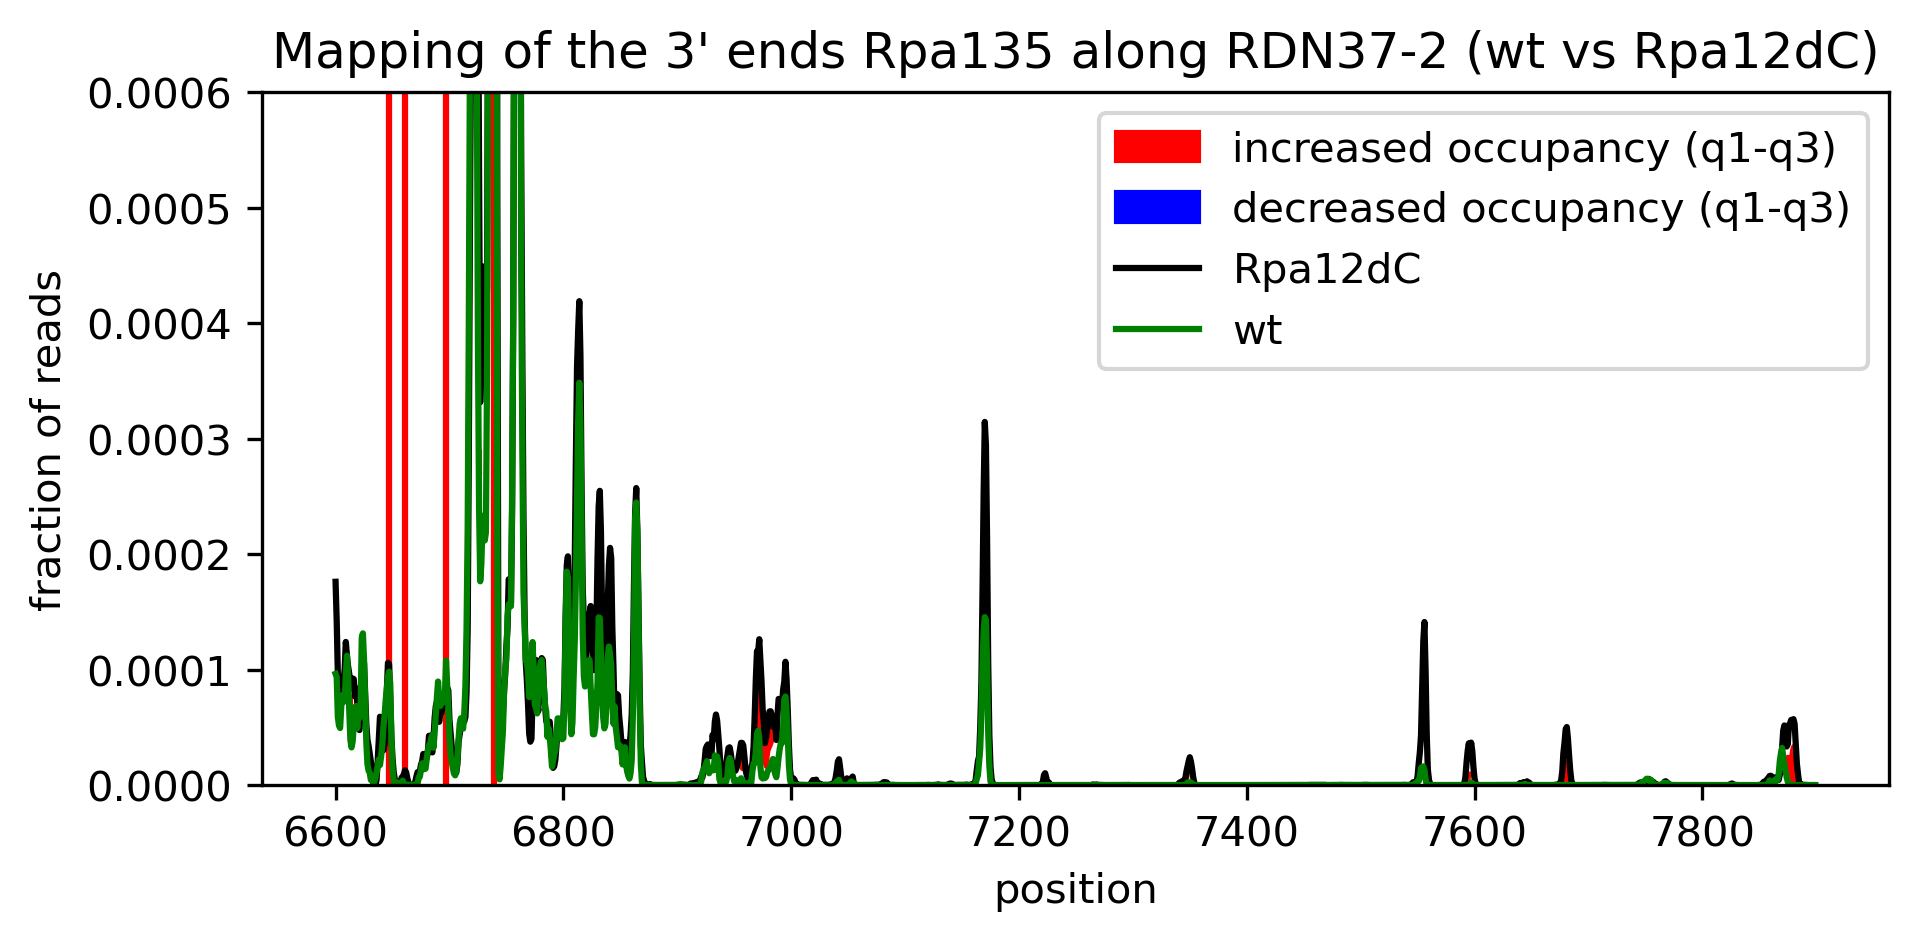 Mapping of the 3' ends Rpa135 along RDN37-2 (wt vs Rpa12dC)
0.0006
0.0005
0.0004
0.0003
0.0002
0.0001
0.0000
fraction of reads
increased occupancy (q1-q3)
decreased occupancy (q1-q3)
Rpa12dC
wt
6600 6800 7000 7200 7400 7600 7800
position